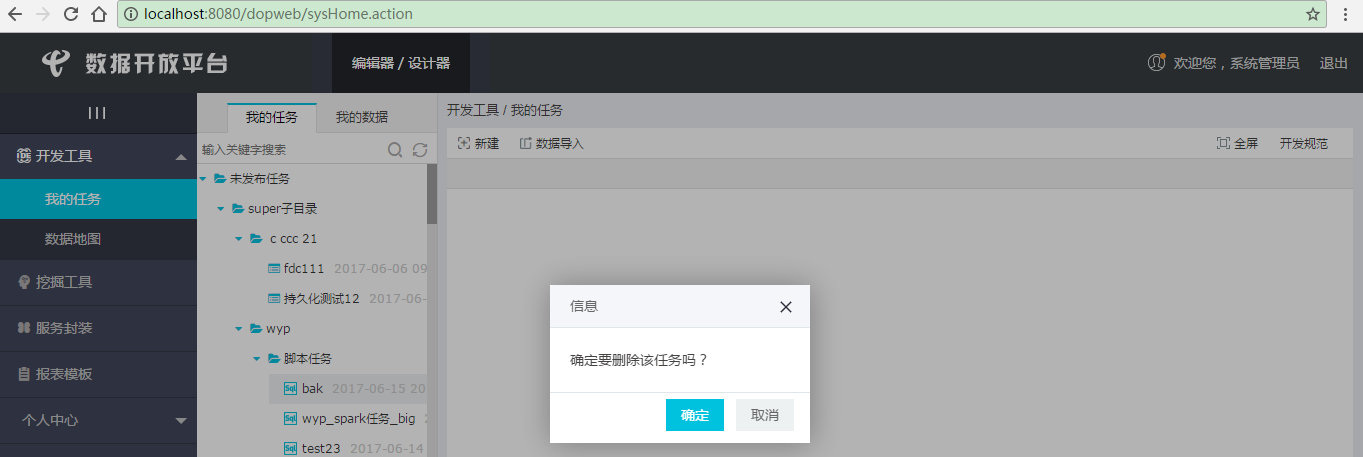 localhost:8080/dopweb/sysHome.action
数据开放平台
编辑器 / 设计器
欢迎您，系统管理员
退出
开发工具
我的任务
数据地图
挖掘工具
服务封装
报表模板
个人中心
我的任务
我的数据
输入关键字搜索
未发布任务
super子目录
c ccc 21
fdc111 2017-06-06 09
持久化测试12 2017-06-
wyp
脚本任务
bak 2017-06-15 20
wyp_spark任务_big 2
test23 2017-06-14
开发工具 / 我的任务
新建
数据导入
全屏
开发规范
信息
确定要删除该任务吗？
确定
取消